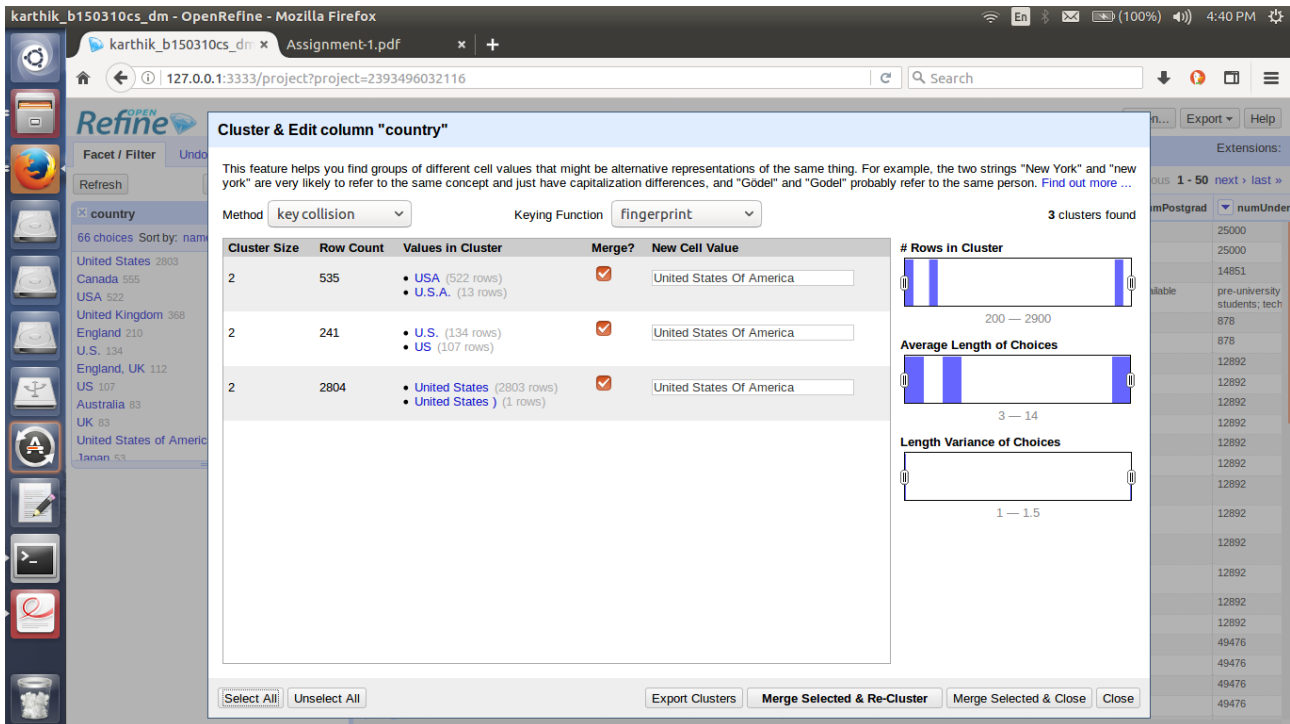 karthik_b150310cs_dm - OpenRefine - Mozilla Firefox
En
(100%)
4:40 PM
karthik_b150310cs_dm ×
Assignment-1.pdf ×
127.0.0.1:3333/project?project=2393496032116
Search
OPEN
Refine
Export
Help
Facet / Filter
Undo
Extensions:
Refresh
1 - 50 next › last »
country
66 choices Sort by: name
United States 2803
Canada 555
USA 522
United Kingdom 368
England 210
U.S. 134
England, UK 112
US 107
Australia 83
UK 83
United States of Americ
Japan 53
Cluster & Edit column "country"
This feature helps you find groups of different cell values that might be alternative representations of the same thing. For example, the two strings "New York" and "new
york" are very likely to refer to the same concept and just have capitalization differences, and "Gödel" and "Godel" probably refer to the same person. Find out more ...
Method key collision
Keying Function fingerprint
3 clusters found
Cluster Size Row Count Values in Cluster Merge? New Cell Value
2 535 • USA (522 rows) United States Of America
• U.S.A. (13 rows)
2 241 • U.S. (134 rows) United States Of America
• US (107 rows)
2 2804 • United States (2803 rows) United States Of America
• United States ) (1 rows)
# Rows in Cluster
200 — 2900
Average Length of Choices
3 — 14
Length Variance of Choices
1 — 1.5
Select All
Unselect All
Export Clusters
Merge Selected & Re-Cluster
Merge Selected & Close
Close
mPostgrad
numUnder
25000
25000
14851
ailable
pre-university
students; tech
878
878
12892
12892
12892
12892
12892
12892
12892
12892
12892
12892
12892
12892
49476
49476
49476
49476